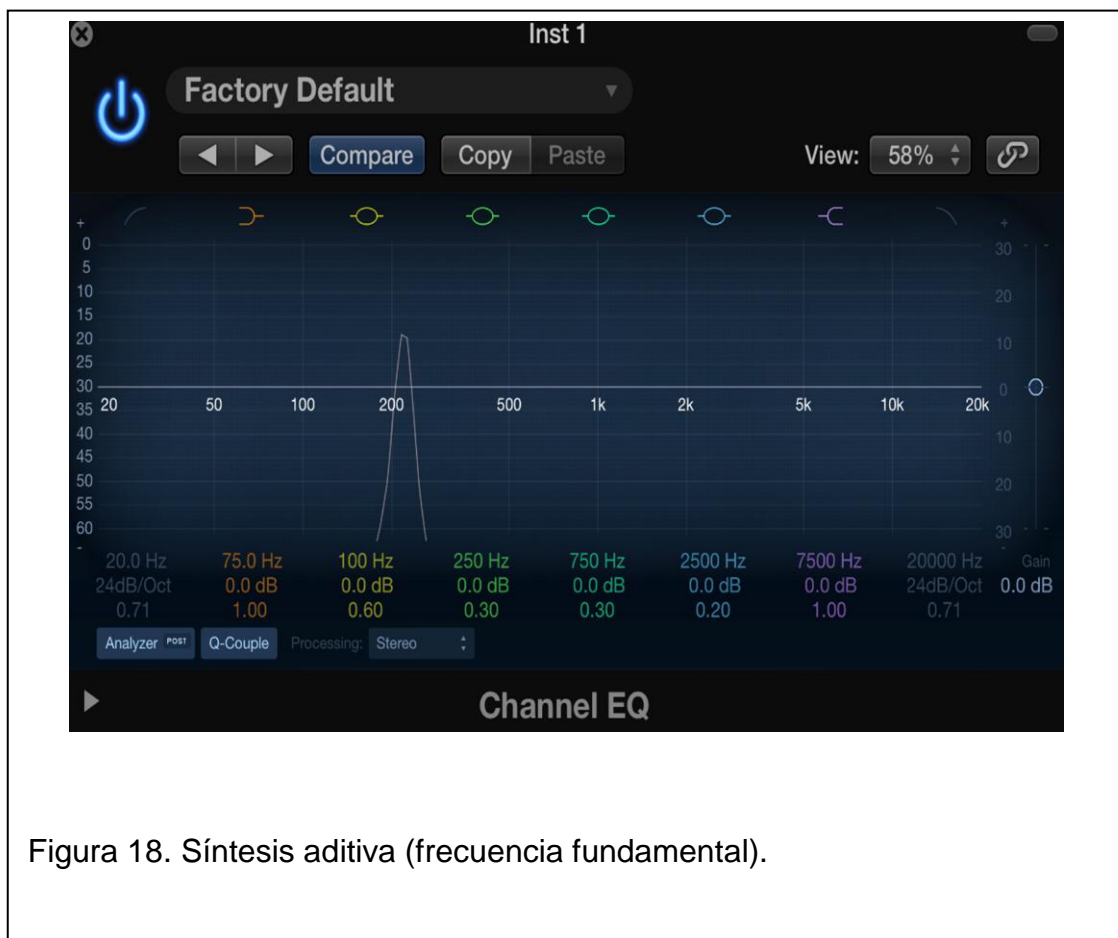 Inst 1
Factory Default
Compare Copy Paste View: 58%
+ +
0 30 - -
5
10 20
15
20 10
25
30 0
35 20 50 100 200 500 1k 2k 5k 10k 20k
40 10
45
50 20
55
60 30 - -
- -
20.0 Hz 75.0 Hz 100 Hz 250 Hz 750 Hz 2500 Hz 7500 Hz 20000 Hz Gain
24dB/Oct 0.0 dB 0.0 dB 0.0 dB 0.0 dB 0.0 dB 0.0 dB 24dB/Oct 0.0 dB
0.71 1.00 0.60 0.30 0.30 0.20 1.00 0.71
Analyzer POST Q-Couple Processing: Stereo
Channel EQ
Figura 18. Síntesis aditiva (frecuencia fundamental).